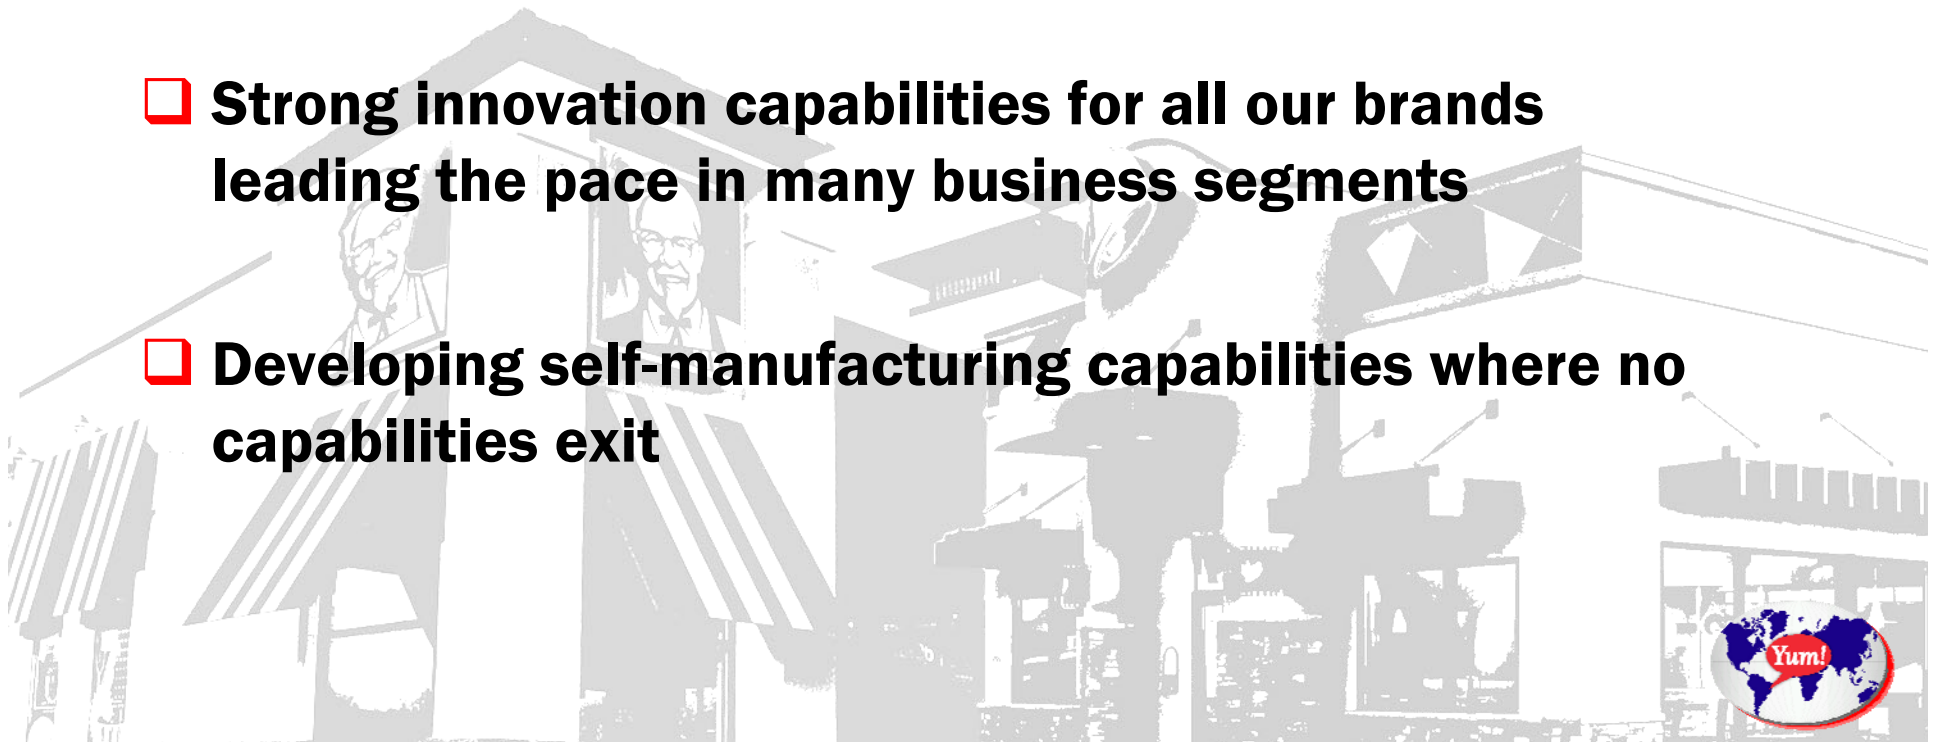 Strong innovation capabilities for all our brands
leading the pace in many business segments
Developing self-manufacturing capabilities where no
capabilities exit
Yum!